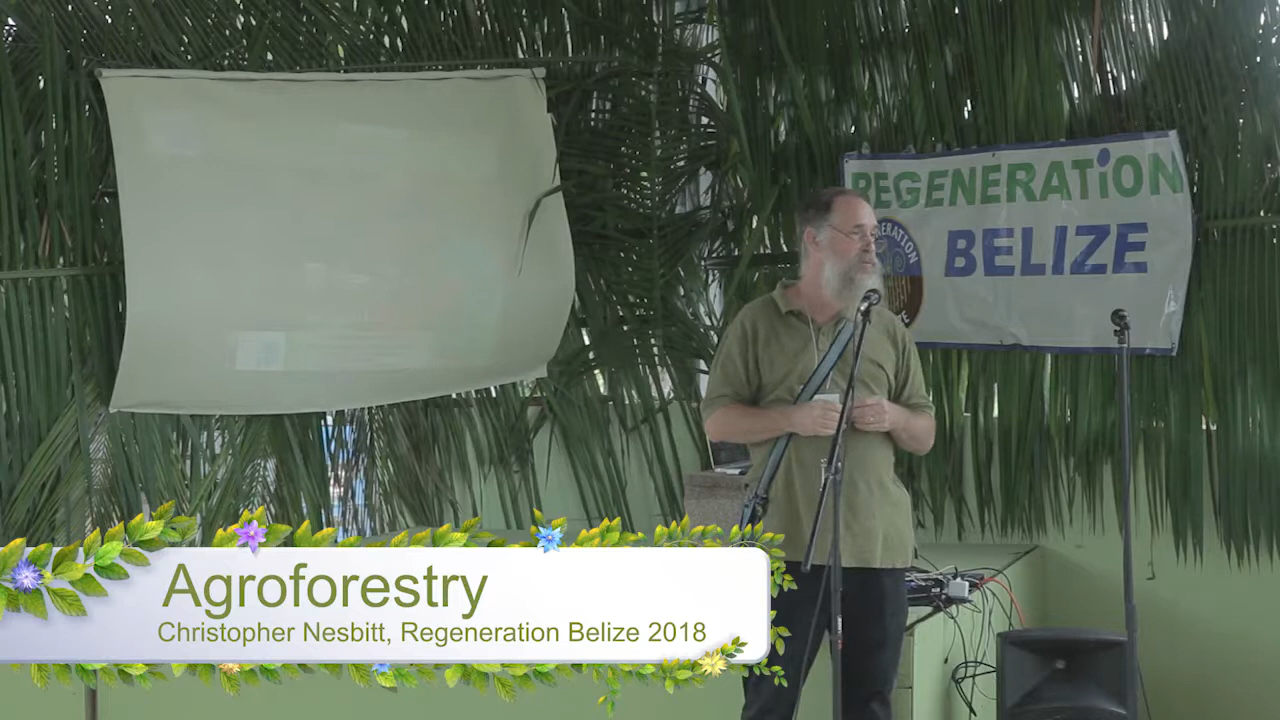 REGENERATION
BELIZE
Agroforestry
Christopher Nesbitt, Regeneration Belize 2018